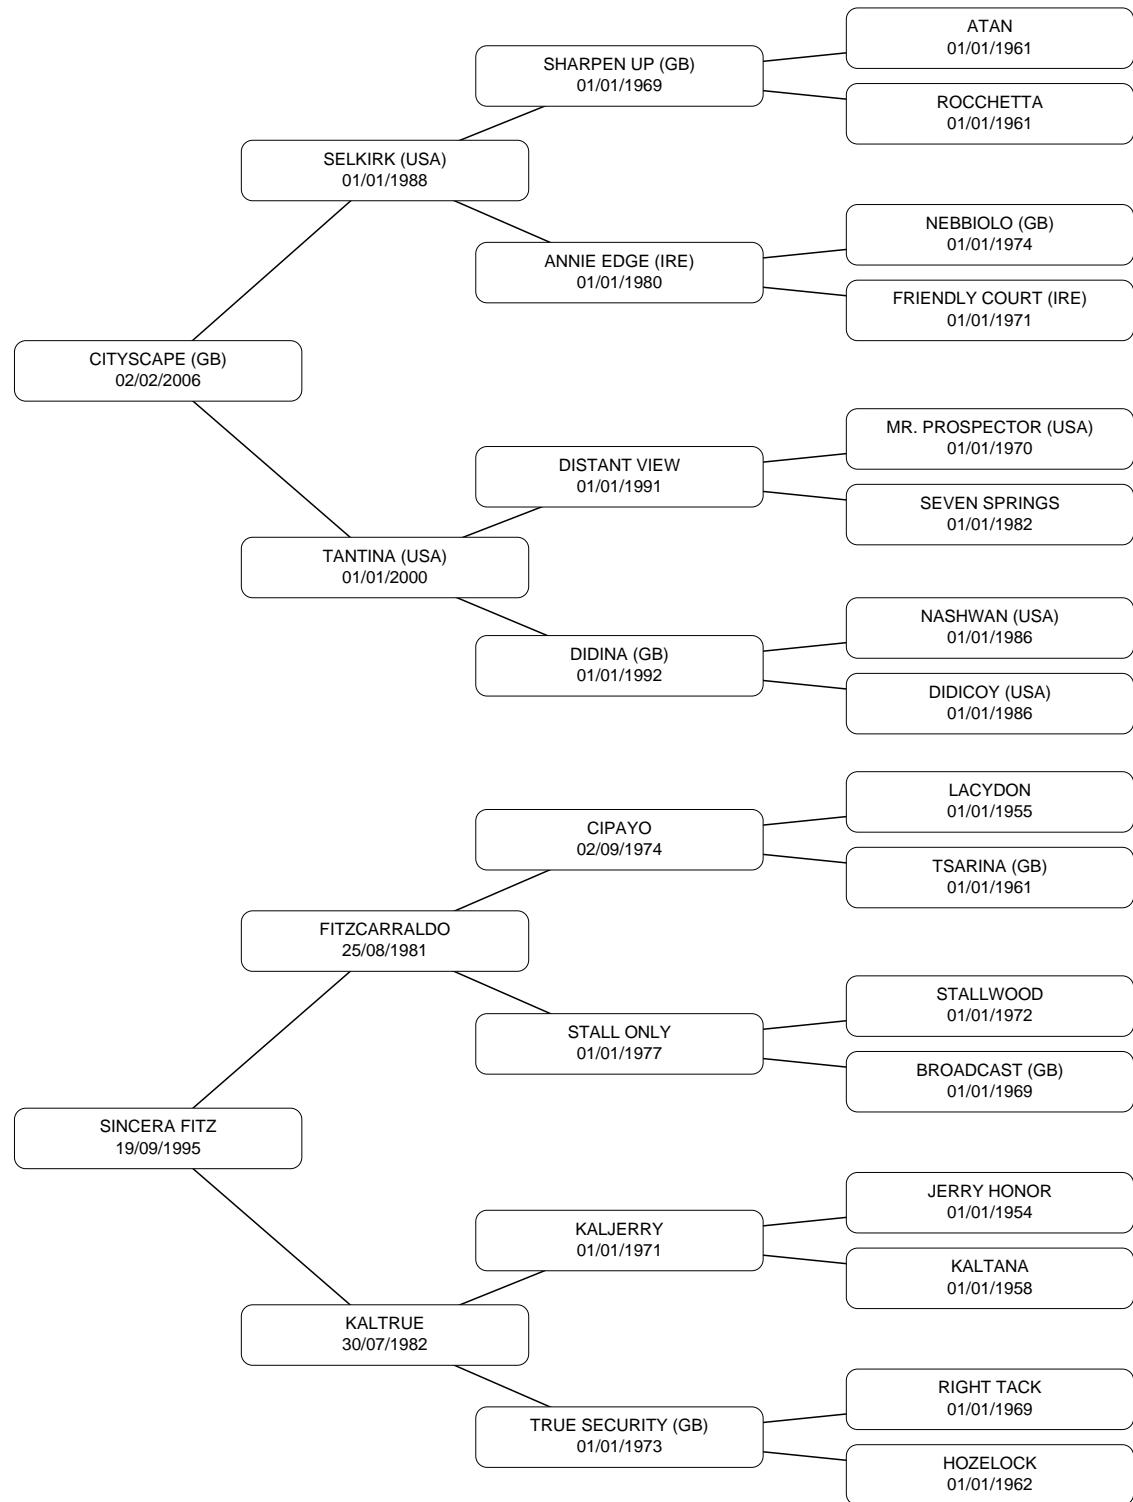 ATAN
01/01/1961
SHARPEN UP (GB)
01/01/1969
ROCCHETTA
01/01/1961
SELKIRK (USA)
01/01/1988
NEBBIOLO (GB)
01/01/1974
ANNIE EDGE (IRE)
01/01/1980
FRIENDLY COURT (IRE)
01/01/1971
CITYSCAPE (GB)
02/02/2006
MR. PROSPECTOR (USA)
01/01/1970
DISTANT VIEW
01/01/1991
SEVEN SPRINGS
01/01/1982
TANTINA (USA)
01/01/2000
NASHWAN (USA)
01/01/1986
DIDINA (GB)
01/01/1992
DIDICOY (USA)
01/01/1986
LACYDON
01/01/1955
CIPAYO
02/09/1974
TSARINA (GB)
01/01/1961
FITZCARRALDO
25/08/1981
STALLWOOD
01/01/1972
STALL ONLY
01/01/1977
BROADCAST (GB)
01/01/1969
SINCERA FITZ
19/09/1995
JERRY HONOR
01/01/1954
KALJERRY
01/01/1971
KALTANA
01/01/1958
KALTRUE
30/07/1982
RIGHT TACK
01/01/1969
TRUE SECURITY (GB)
01/01/1973
HOZELOCK
01/01/1962